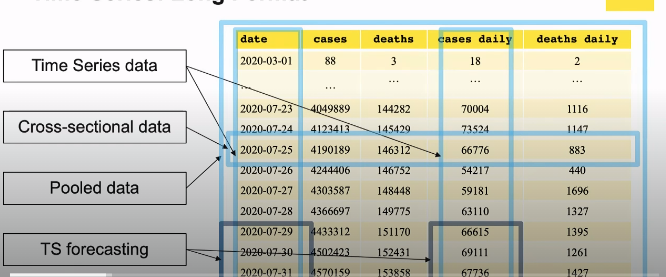 Time Series data
Cross-sectional data
Pooled data
TS forecasting
date cases deaths cases daily deaths daily
2020-03-01 88 3 18 2
... ... ... ... ...
2020-07-23 4049889 144282 70004 1116
2020-07-24 4123413 145429 73524 1147
2020-07-25 4190189 146312 66776 883
2020-07-26 4244406 146752 54217 440
2020-07-27 4303587 148448 59181 1696
2020-07-28 4366697 149775 63110 1327
2020-07-29 4433312 151170 66615 1395
2020-07-30 4502423 152431 69111 1261
2020-07-31 4570159 153858 67736 1427